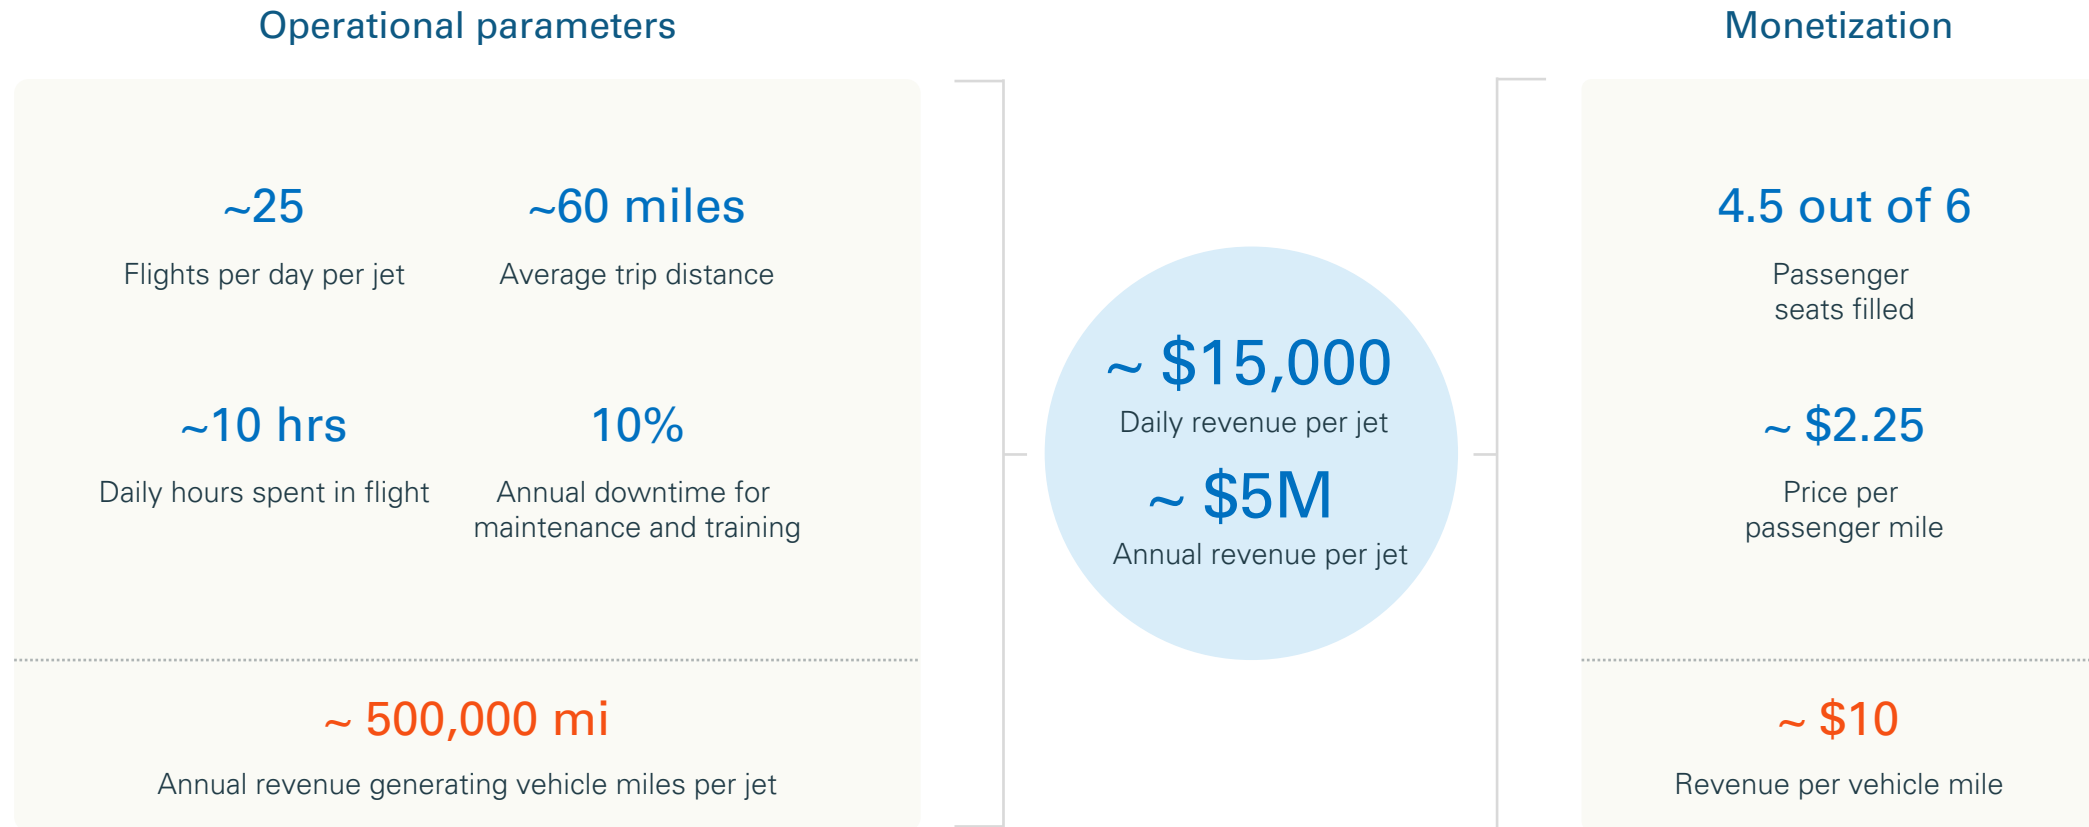 Operational parameters
~25
Flights per day per jet
~60 miles
Average trip distance
~10 hrs
Daily hours spent in flight
10%
Annual downtime for
maintenance and training
~ 500,000 mi
Annual revenue generating vehicle miles per jet
~ $15,000
Daily revenue per jet
~ $5M
Annual revenue per jet
Monetization
4.5 out of 6
Passenger
seats filled
~ $2.25
Price per
passenger mile
~ $10
Revenue per vehicle mile